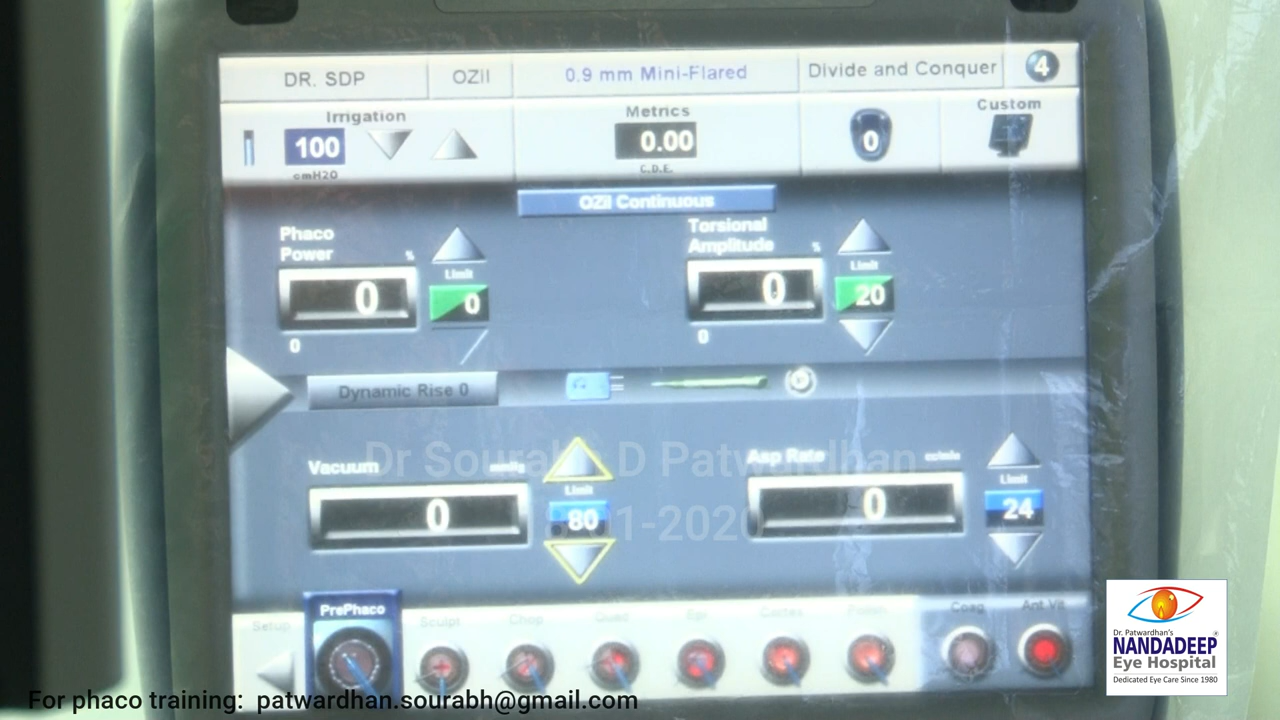 DR. SDP
OZil
0.9 mm Mini-Flared
Divide and Conquer
4
Irrigation
100
cmH2O
Metrics
0.00
C.D.E.
0
Custom
OZil Continuous
Phaco
Power %
0
0
Limit
0
Torsional
Amplitude %
0
0
Limit
20
Dynamic Rise 0
Vacuum mmHg
0
Limit
80
Asp Rate cc/min
0
Limit
24
Dr Sourabh D Patwardhan
Setup
PrePhaco
Sculpt
Chop
Quad
Epi
Cortex
Coag
Ant Vit
Dr. Patwardhan's
NANDADEEP
Eye Hospital
Dedicated Eye Care Since 1980
For phaco training: patwardhan.sourabh@gmail.com